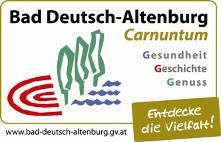 Bad Deutsch-Altenburg
Carnuntum
Gesundheit
Geschichte
Genuss
Entdecke
die Vielfalt!
www.bad-deutsch-altenburg.gv.at